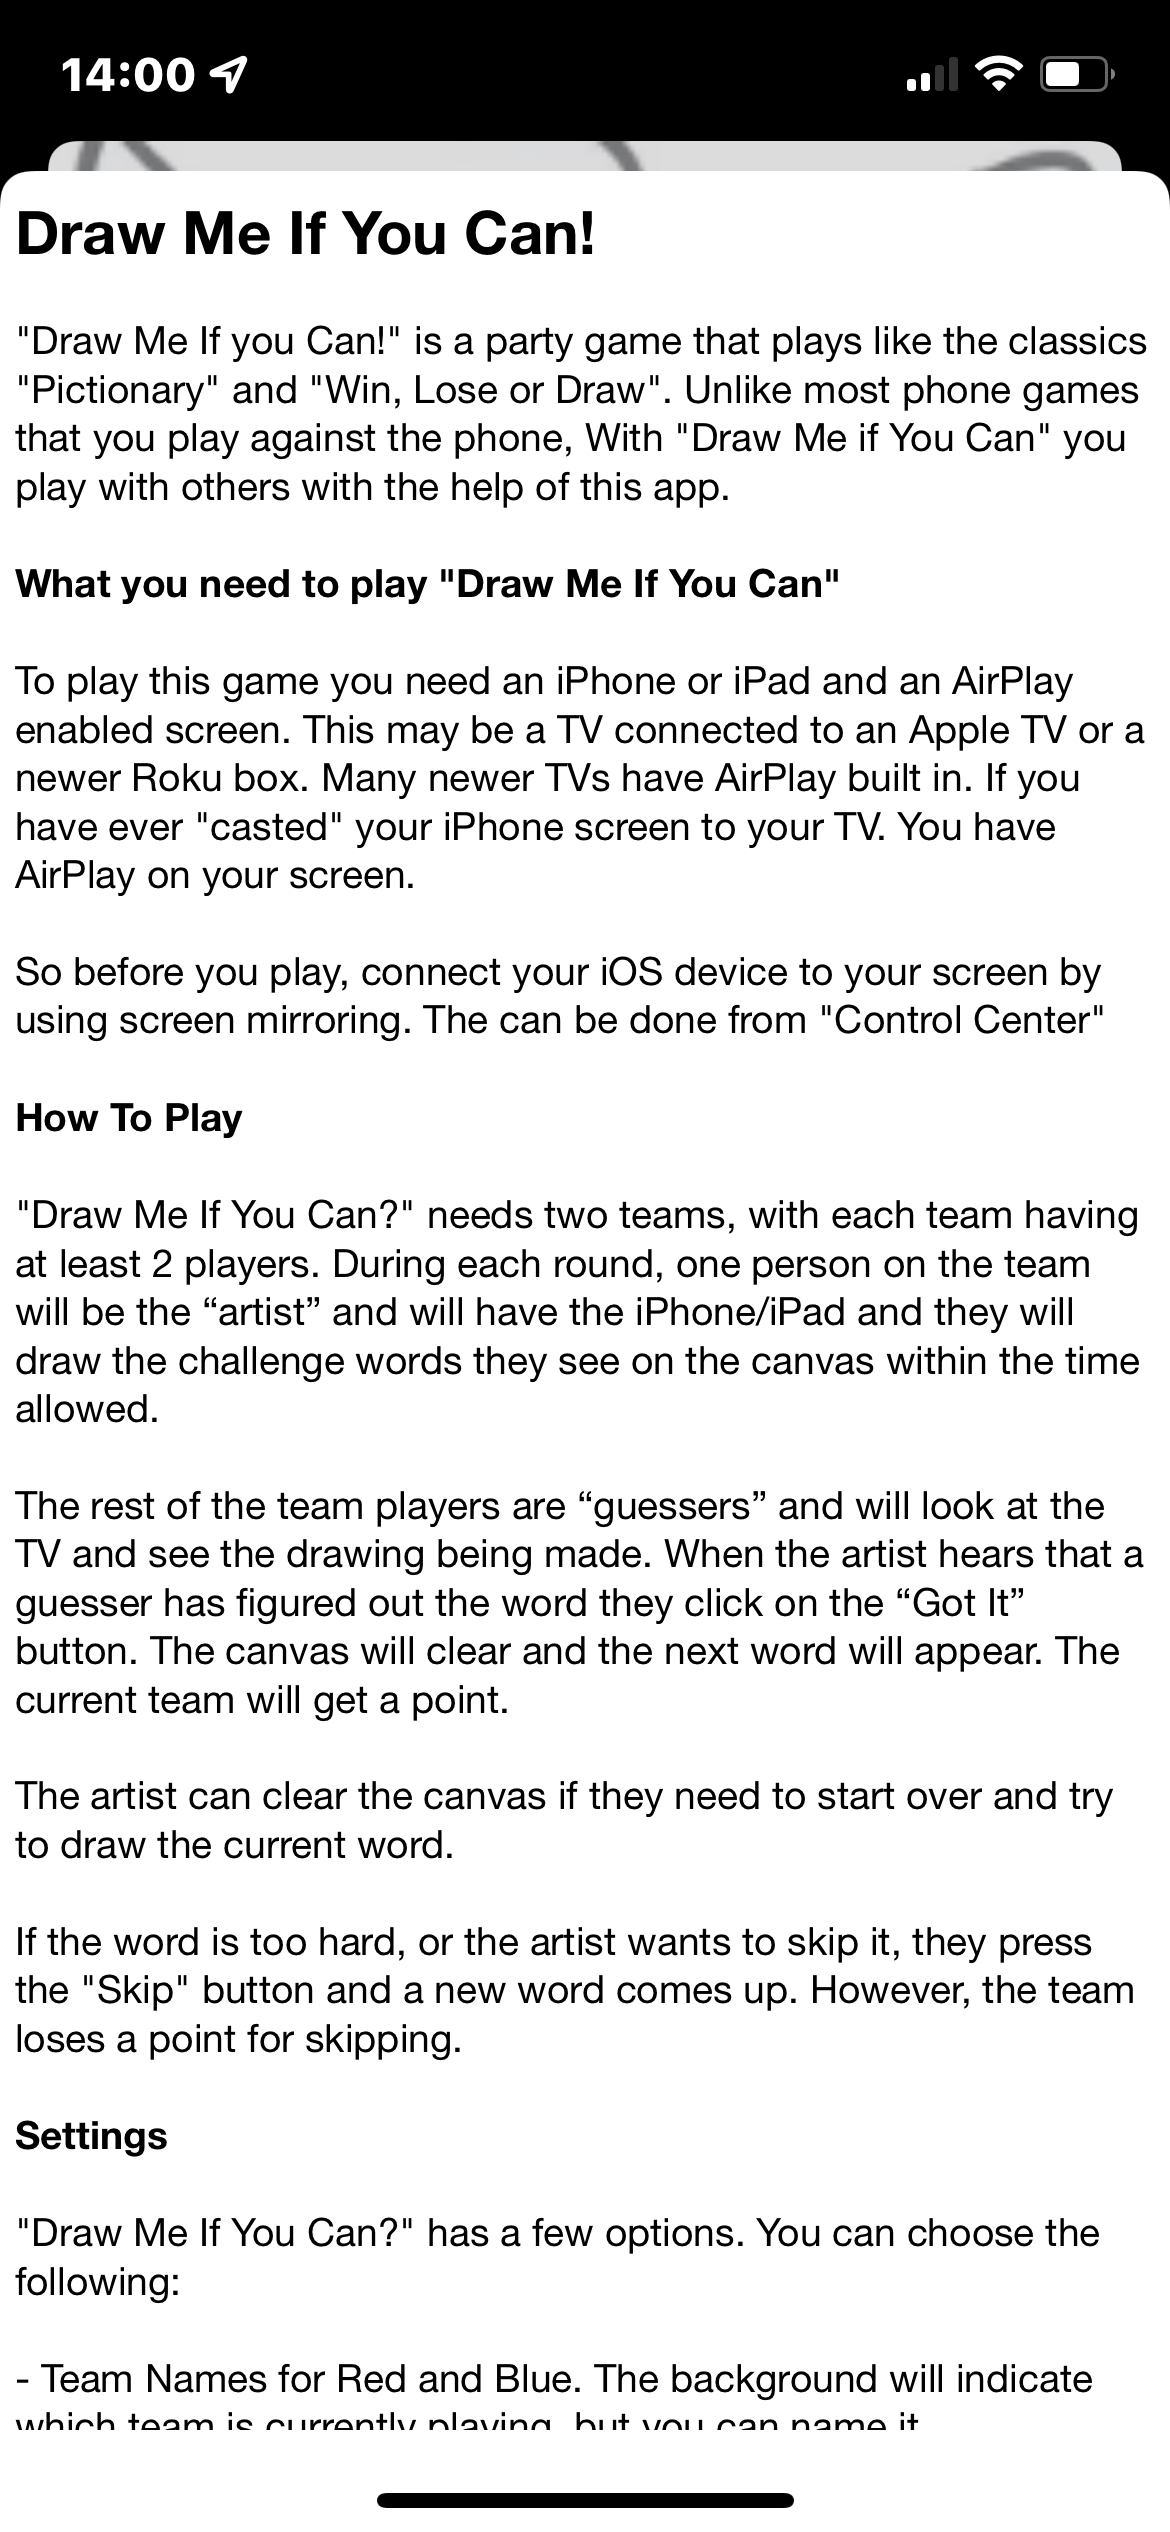 14:00
Draw Me If You Can!
"Draw Me If you Can!" is a party game that plays like the classics
"Pictionary" and "Win, Lose or Draw". Unlike most phone games
that you play against the phone, With "Draw Me if You Can" you
play with others with the help of this app.
What you need to play "Draw Me If You Can"
To play this game you need an iPhone or iPad and an AirPlay
enabled screen. This may be a TV connected to an Apple TV or a
newer Roku box. Many newer TVs have AirPlay built in. If you
have ever "casted" your iPhone screen to your TV. You have
AirPlay on your screen.
So before you play, connect your iOS device to your screen by
using screen mirroring. The can be done from "Control Center"
How To Play
"Draw Me If You Can?" needs two teams, with each team having
at least 2 players. During each round, one person on the team
will be the “artist” and will have the iPhone/iPad and they will
draw the challenge words they see on the canvas within the time
allowed.
The rest of the team players are “guessers” and will look at the
TV and see the drawing being made. When the artist hears that a
guesser has figured out the word they click on the “Got It”
button. The canvas will clear and the next word will appear. The
current team will get a point.
The artist can clear the canvas if they need to start over and try
to draw the current word.
If the word is too hard, or the artist wants to skip it, they press
the "Skip" button and a new word comes up. However, the team
loses a point for skipping.
Settings
"Draw Me If You Can?" has a few options. You can choose the
following:
- Team Names for Red and Blue. The background will indicate
which team is currently playing, but you can name it